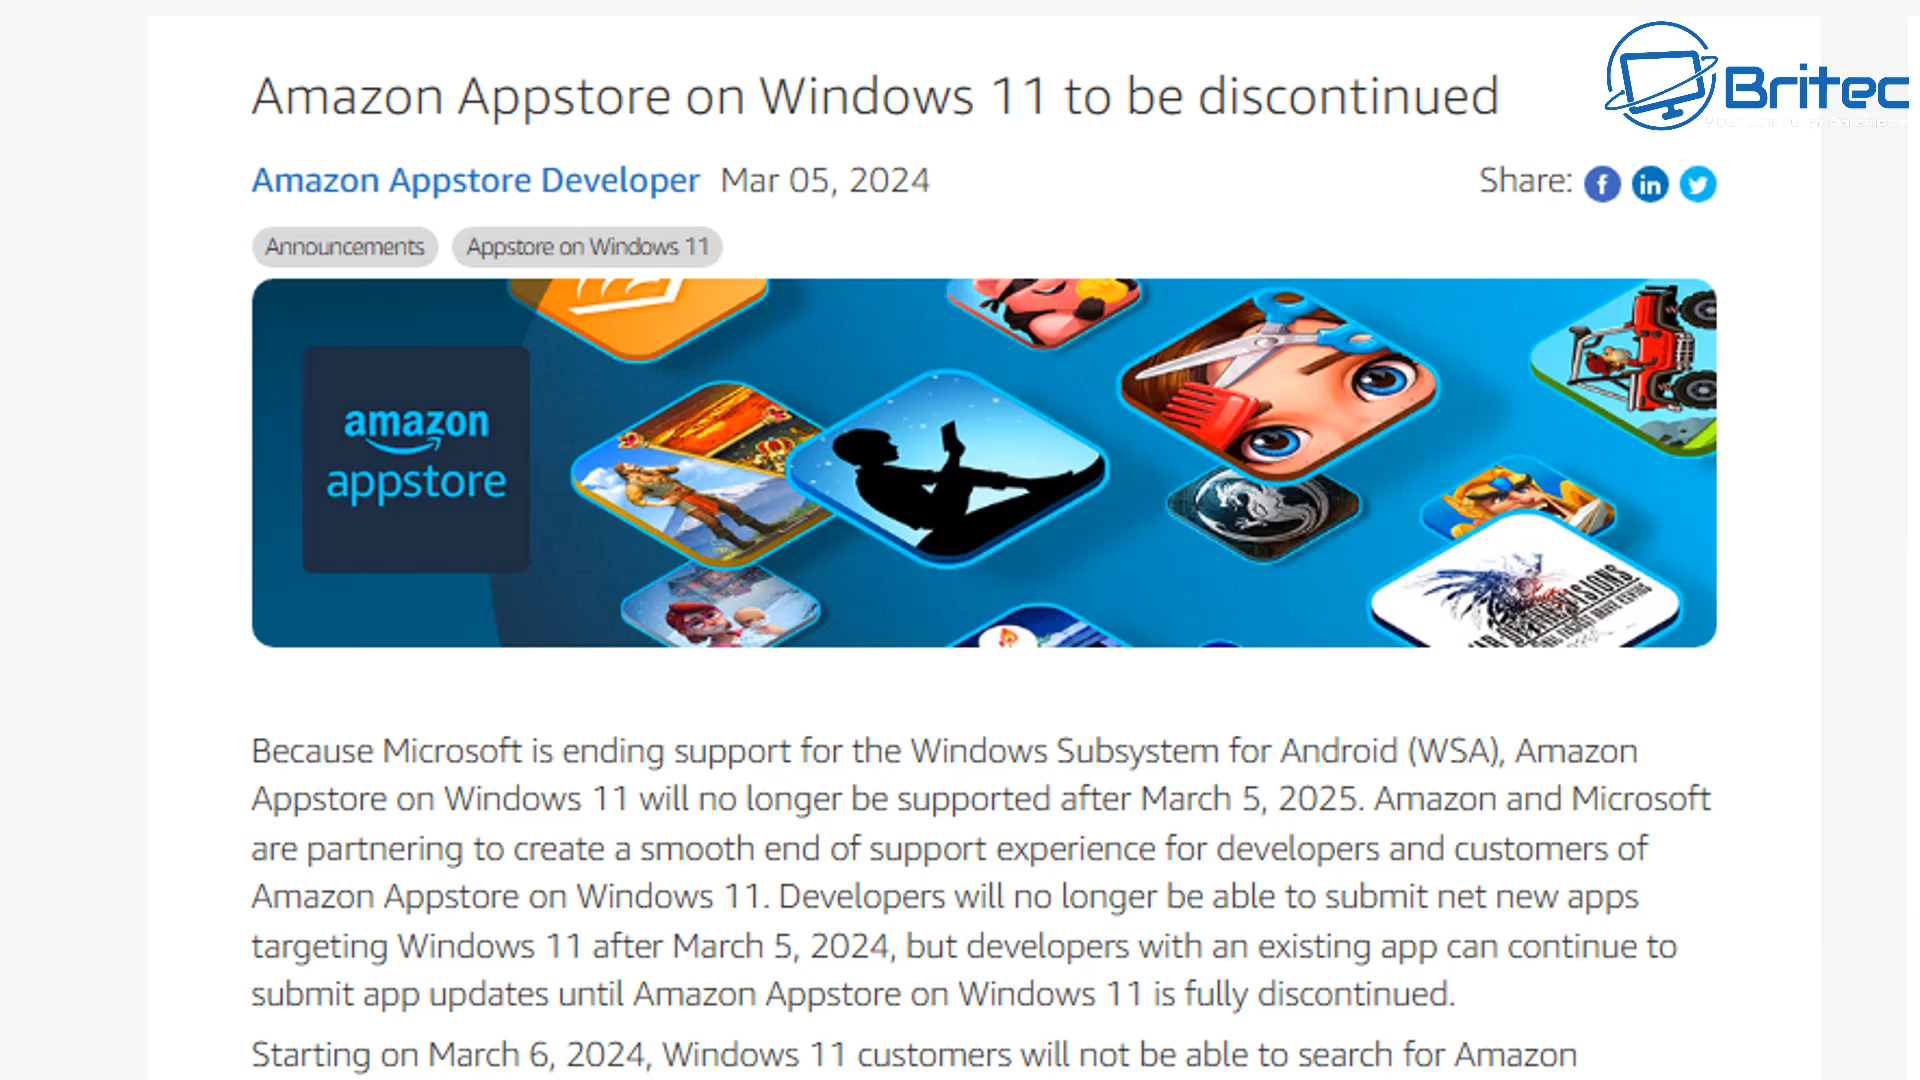 Britec
Amazon Appstore on Windows 11 to be discontinued
Amazon Appstore Developer Mar 05, 2024
Share:
Announcements Appstore on Windows 11
amazon
appstore
Because Microsoft is ending support for the Windows Subsystem for Android (WSA), Amazon
Appstore on Windows 11 will no longer be supported after March 5, 2025. Amazon and Microsoft
are partnering to create a smooth end of support experience for developers and customers of
Amazon Appstore on Windows 11. Developers will no longer be able to submit net new apps
targeting Windows 11 after March 5, 2024, but developers with an existing app can continue to
submit app updates until Amazon Appstore on Windows 11 is fully discontinued.
Starting on March 6, 2024, Windows 11 customers will not be able to search for Amazon